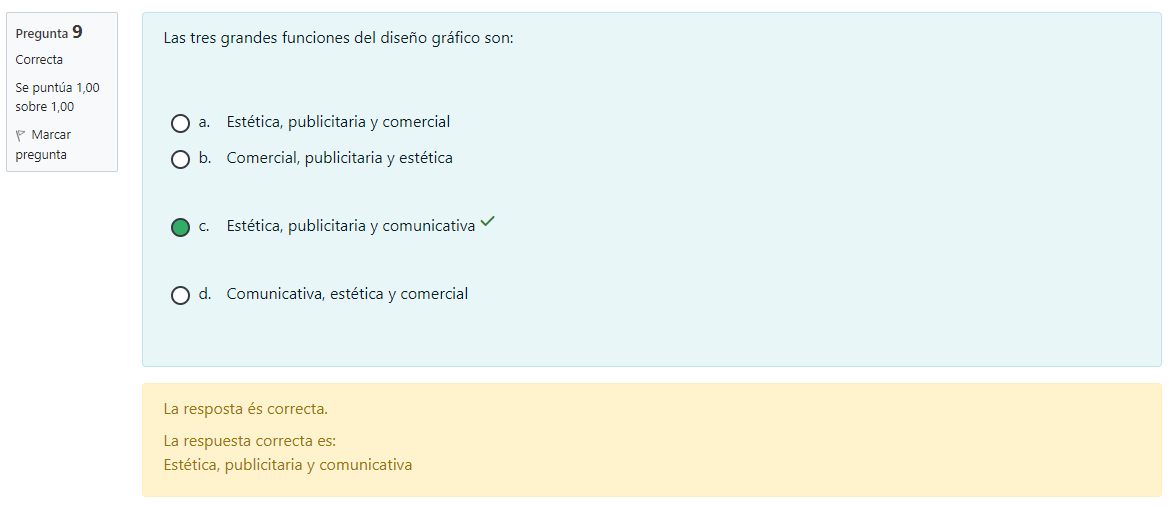 Pregunta 9
Correcta
Se puntúa 1,00
sobre 1,00
Marcar
pregunta
Las tres grandes funciones del diseño gráfico son:
a. Estética, publicitaria y comercial
b. Comercial, publicitaria y estética
c. Estética, publicitaria y comunicativa
d. Comunicativa, estética y comercial
La resposta és correcta.
La respuesta correcta es:
Estética, publicitaria y comunicativa